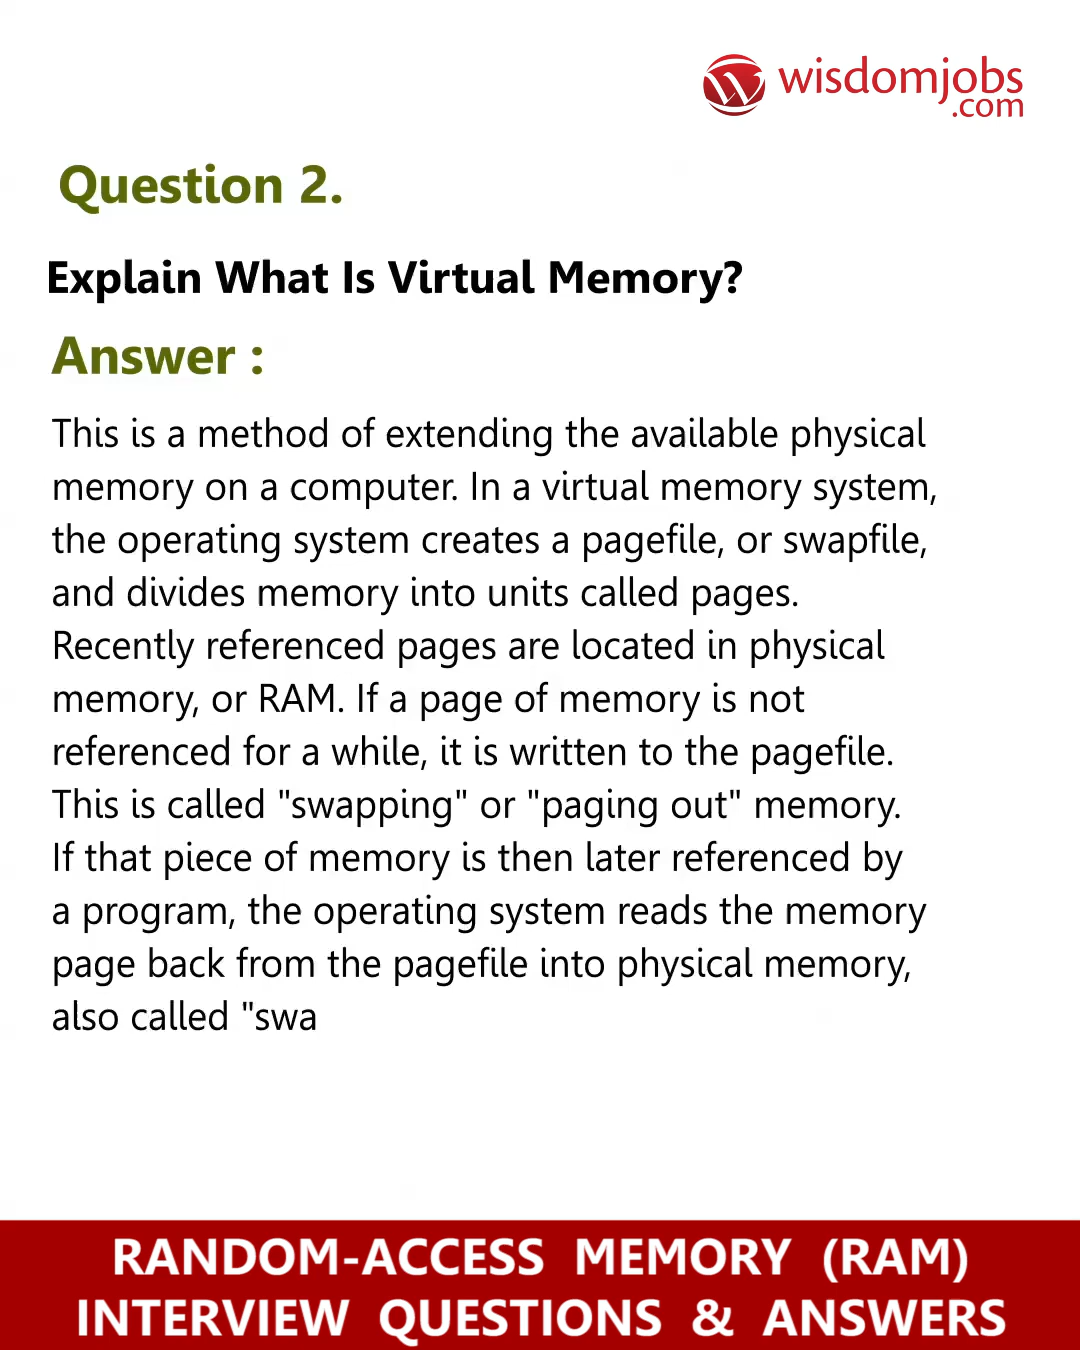 wisdomjobs
.com
Question 2.
Explain What Is Virtual Memory?
Answer :
This is a method of extending the available physical
memory on a computer. In a virtual memory system,
the operating system creates a pagefile, or swapfile,
and divides memory into units called pages.
Recently referenced pages are located in physical
memory, or RAM. If a page of memory is not
referenced for a while, it is written to the pagefile.
This is called "swapping" or "paging out" memory.
If that piece of memory is then later referenced by
a program, the operating system reads the memory
page back from the pagefile into physical memory,
also called "swa
RANDOM-ACCESS MEMORY (RAM)
INTERVIEW QUESTIONS & ANSWERS